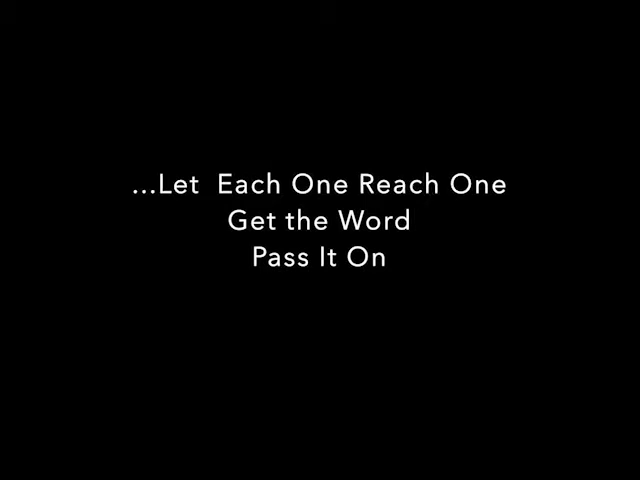 ...Let Each One Reach One
Get the Word
Pass It On